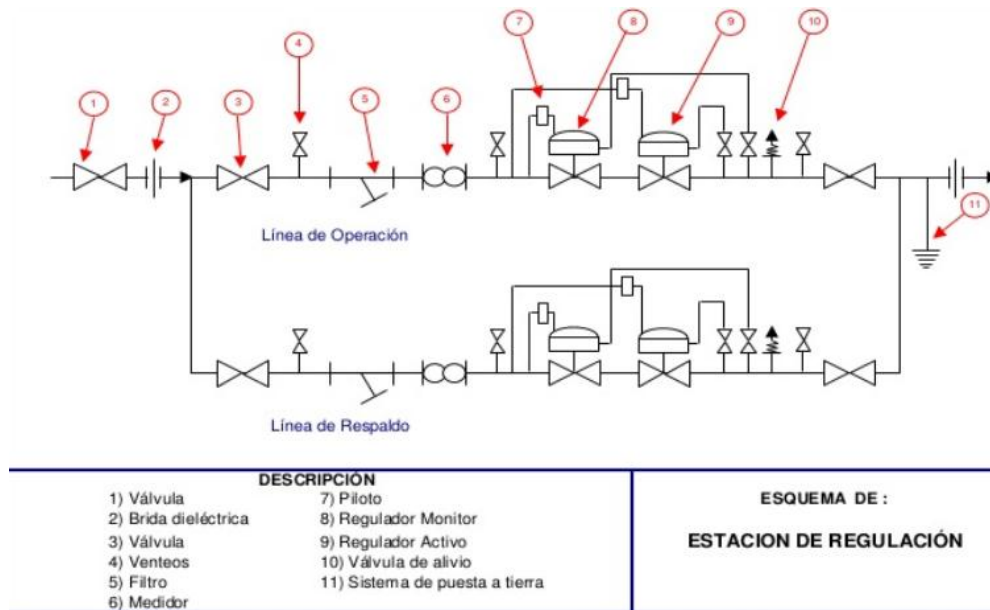 7
8
9
10
4
1
2
3
5
6
11
Línea de Operación
Línea de Respaldo
DESCRIPCIÓN
1) Válvula
2) Brida dieléctrica
3) Válvula
4) Venteos
5) Filtro
6) Medidor
7) Piloto
8) Regulador Monitor
9) Regulador Activo
10) Válvula de alivio
11) Sistema de puesta a tierra
ESQUEMA DE :
ESTACION DE REGULACIÓN